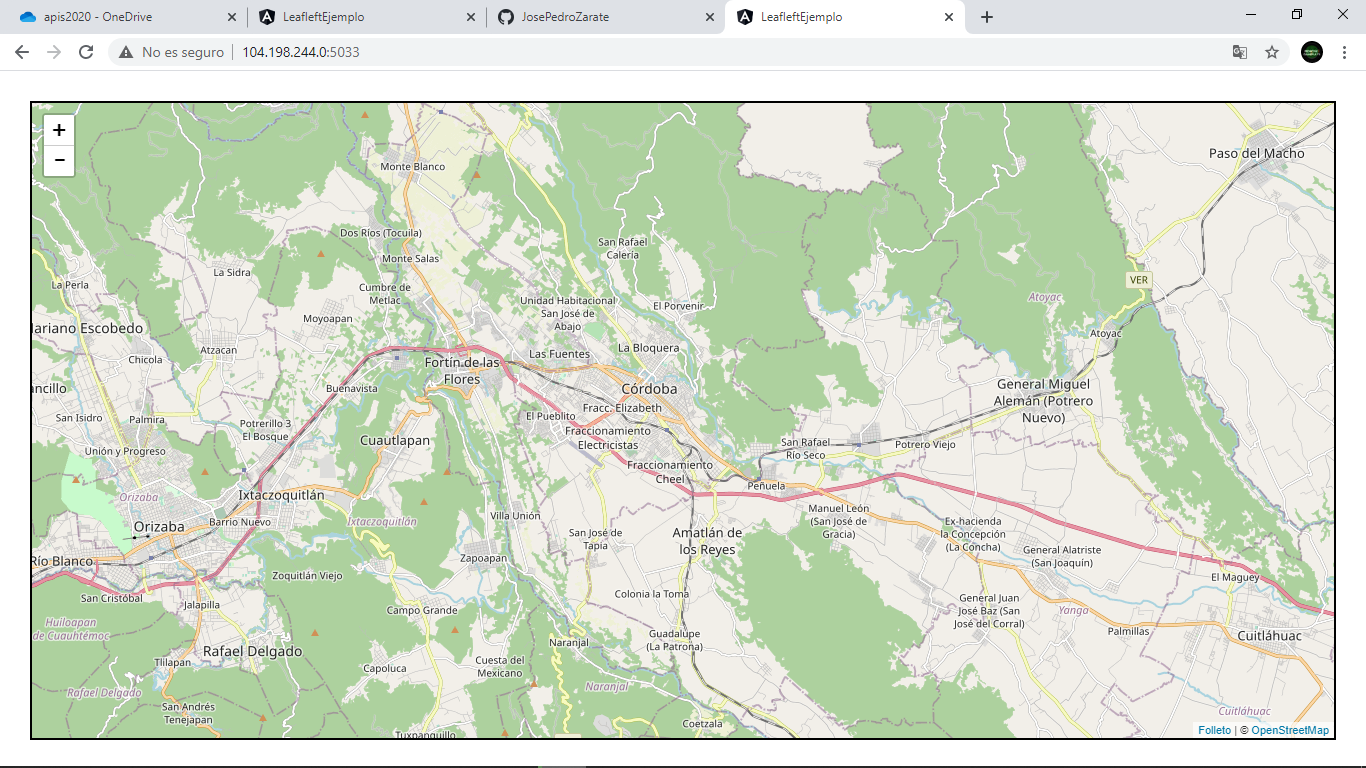 apis2020 - OneDrive
LeafleftEjemplo
JosePedroZarate
LeafleftEjemplo
No es seguro
104.198.244.0:5033
+
−
Monte Blanco
Paso del Macho
Dos Ríos (Tocuila)
San Rafael
Calería
Monte Salas
La Sidra
La Perla
Cumbre de
Metlac
VER
Unidad Habitacional
San José de
Abajo
El Porvenir
Atoyac
Moyoapan
Mariano Escobedo
Atoyac
Atzacan
Chicola
Las Fuentes
La Bloquera
Fortín de las
Flores
Buenavista
Córdoba
General Miguel
Alemán (Potrero
Nuevo)
ancillo
Fracc. Elizabeth
San Isidro
Palmira
El Pueblito
Potrerillo 3
El Bosque
Cuautlapan
Fraccionamiento
Electricistas
San Rafael
Río Seco
Potrero Viejo
Unión y Progreso
Fraccionamiento
Cheel
Peñuela
Orizaba
Ixtaczoquitlán
Manuel León
(San José de
Gracia)
Villa Unión
Orizaba
Barrio Nuevo
Ixtaczoquitlán
San José de
Tapia
Amatlán de
los Reyes
Ex-hacienda
la Concepción
(La Concha)
General Alatriste
(San Joaquin)
Río Blanco
Zapoapan
Zoquitlán Viejo
El Maguey
San Cristóbal
Jalapilla
Colonia la Toma
Campo Grande
General Juan
José Baz (San
José del Corral)
Yanga
Huiloapan
de Cuauhtémoc
Palmillas
Cuitláhuac
Naranjal
Guadalupe
(La Patrona)
Rafael Delgado
Tlilpan
Capoluca
Cuesta del
Mexicano
Rafael Delgado
Naranjal
San Andrés
Tenejapan
Cuitláhuac
Coetzala
Tuxpanguillo
Folleto | © OpenStreetMap